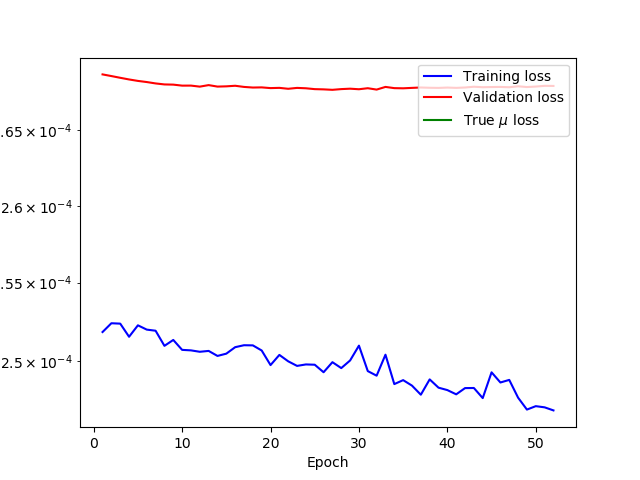 Training loss
Validation loss
True μ loss
.65 × 10⁻⁴
2.6 × 10⁻⁴
.55 × 10⁻⁴
2.5 × 10⁻⁴
0 10 20 30 40 50
Epoch